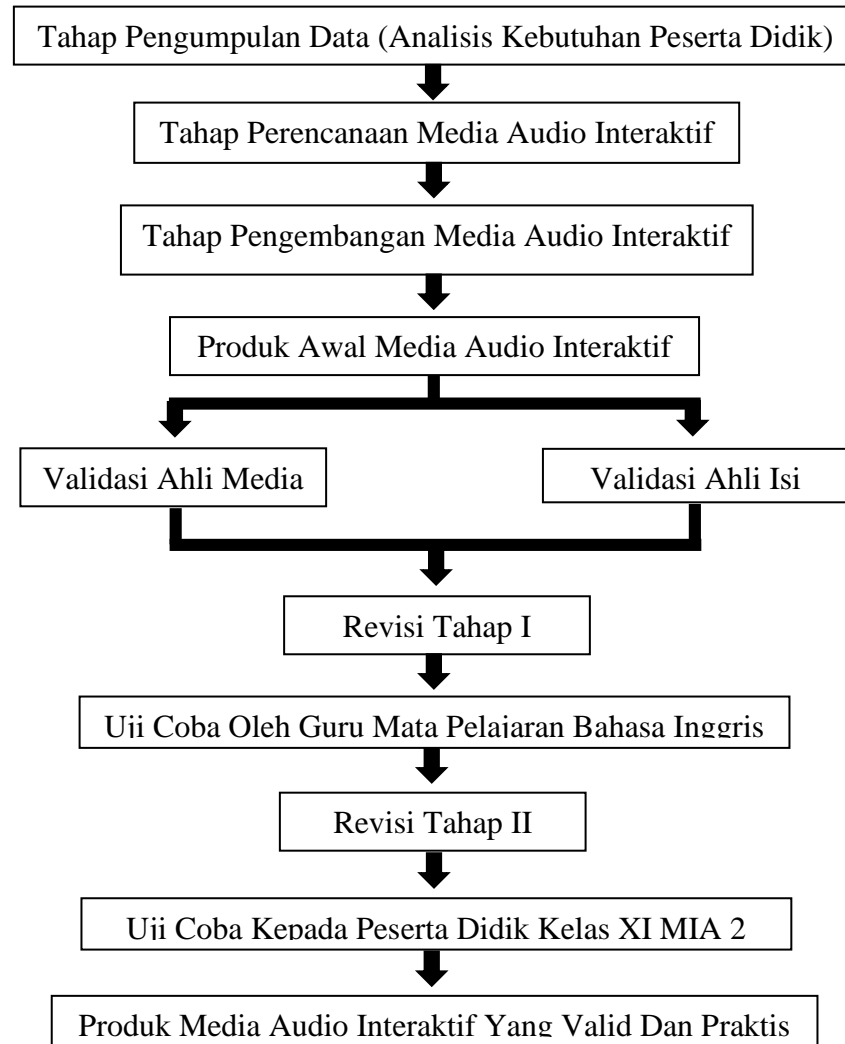 Tahap Pengumpulan Data (Analisis Kebutuhan Peserta Didik)
Tahap Perencanaan Media Audio Interaktif
Tahap Pengembangan Media Audio Interaktif
Produk Awal Media Audio Interaktif
Validasi Ahli Media
Validasi Ahli Isi
Revisi Tahap I
Uji Coba Oleh Guru Mata Pelajaran Bahasa Inggris
Revisi Tahap II
Uji Coba Kepada Peserta Didik Kelas XI MIA 2
Produk Media Audio Interaktif Yang Valid Dan Praktis